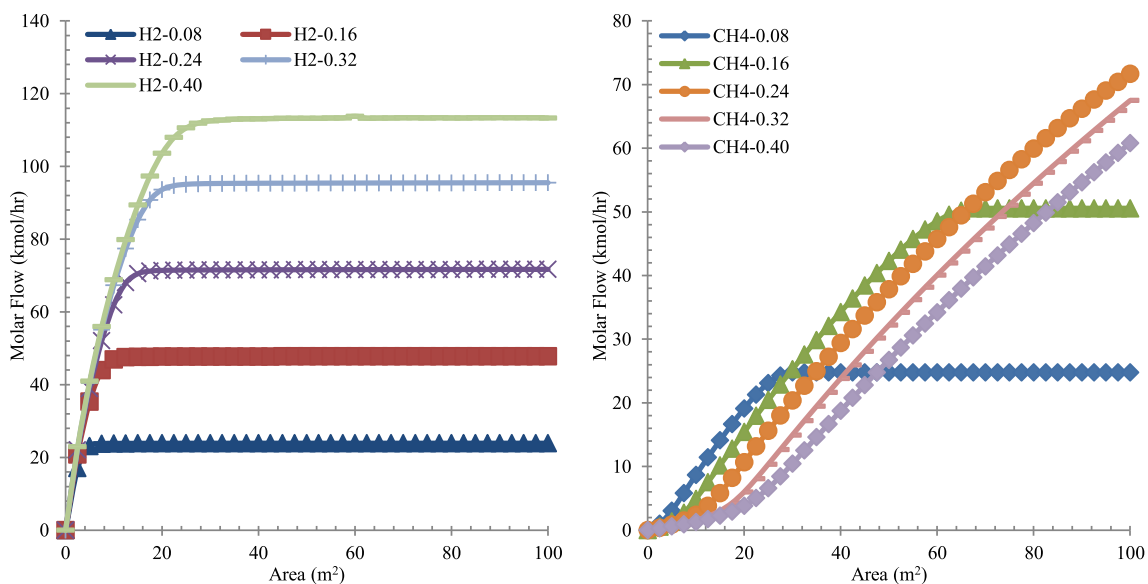 140
120
100
80
60
40
20
0
Molar Flow (kmol/hr)
H2-0.08 H2-0.16
H2-0.24 H2-0.32
H2-0.40
0 20 40 60 80 100
Area (m²)
80
70
60
50
40
30
20
10
0
Molar Flow (kmol/hr)
CH4-0.08
CH4-0.16
CH4-0.24
CH4-0.32
CH4-0.40
0 20 40 60 80 100
Area (m²)